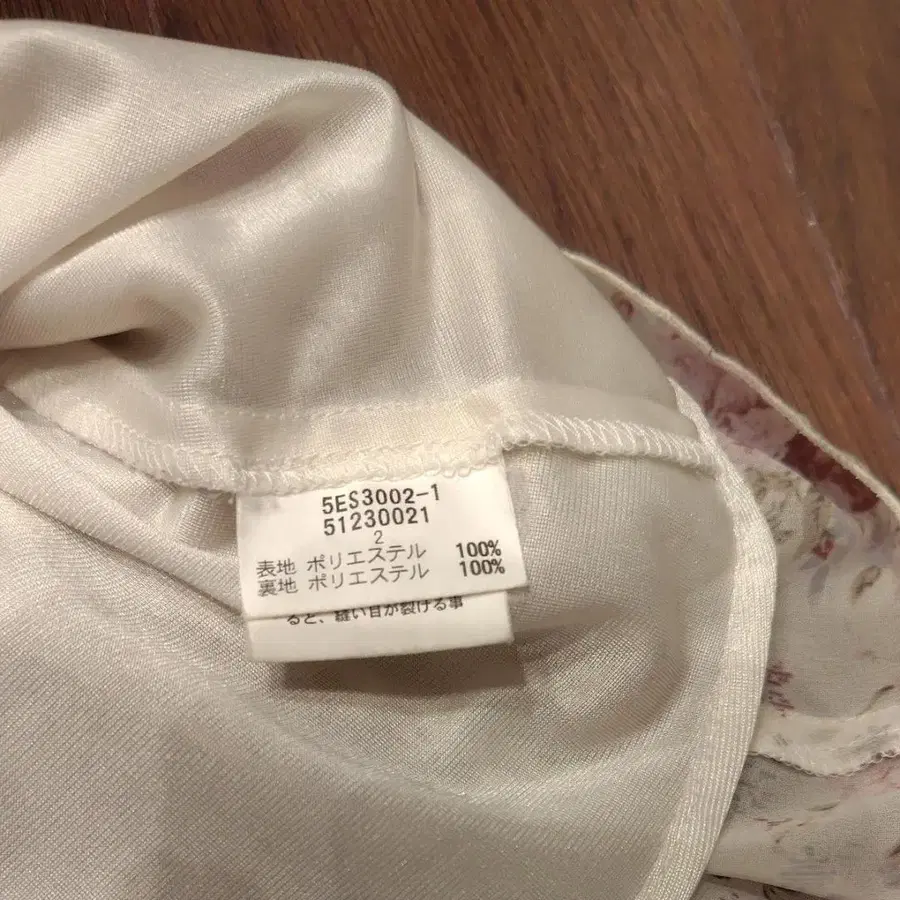 5ES3002-1
51230021
2
表地 ポリエステル 100%
裏地 ポリエステル 100%
ると、縫い目が裂ける事